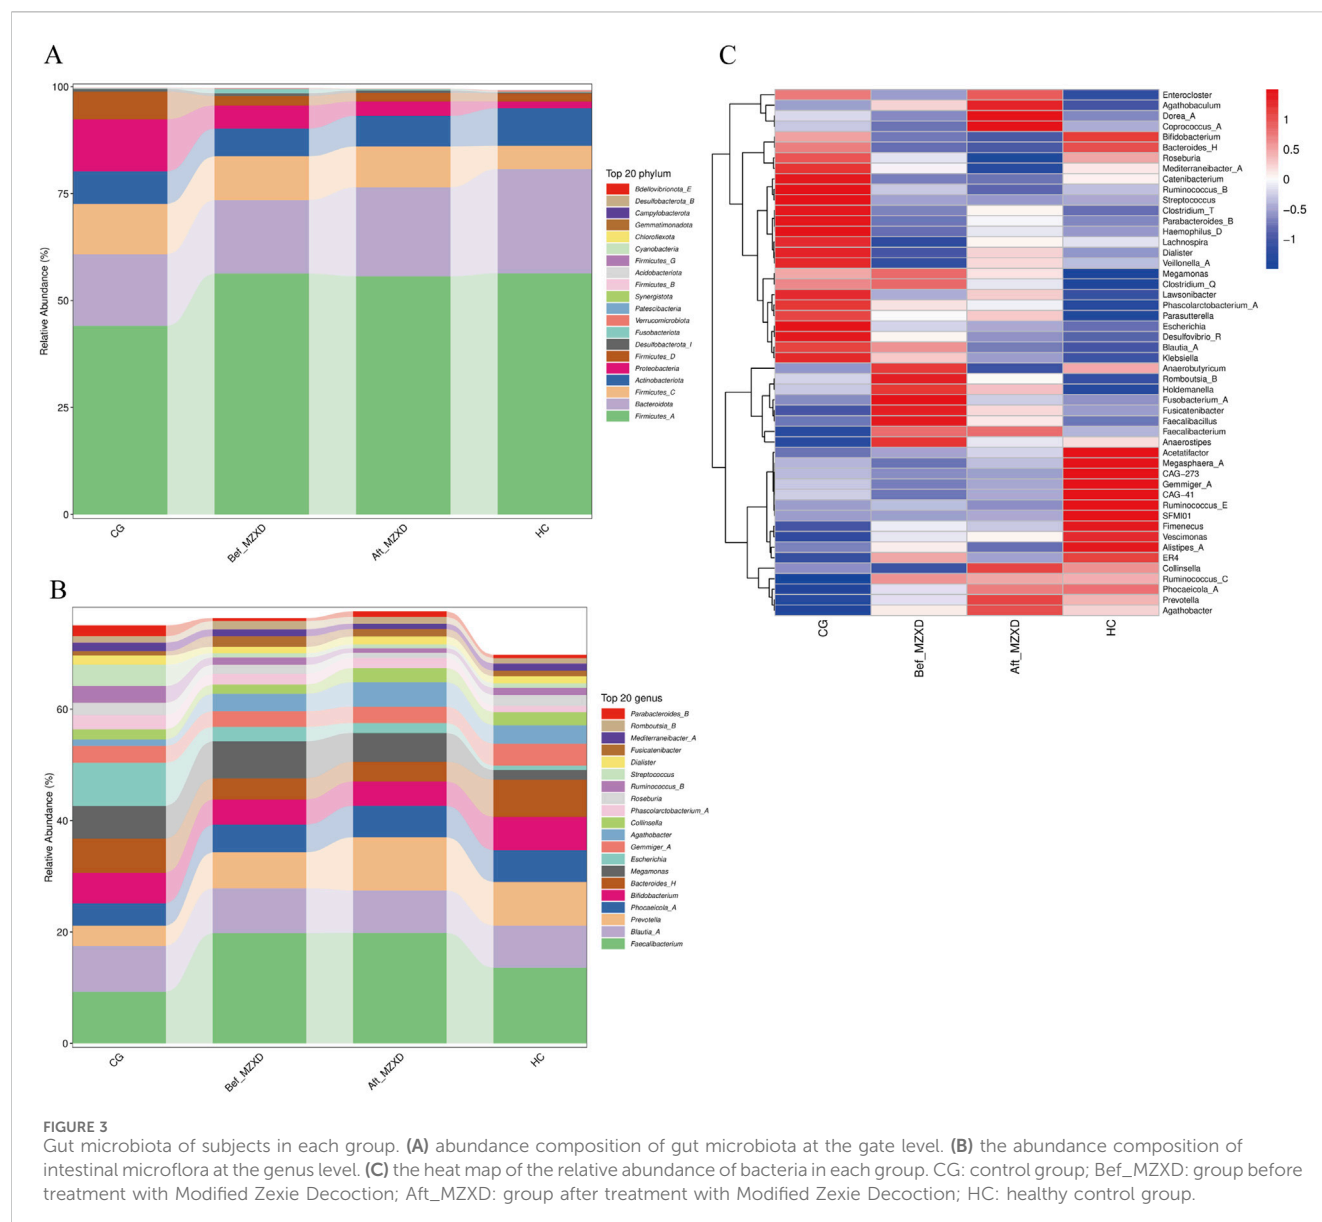 A
100
75
50
25
0
Relative Abundance (%)
CG
Bef_MZXD
Aft_MZXD
HC
Top 20 phylum
Bdellovibrionota_E
Desulfobacterota_B
Campylobacterota
Gemmatimonadota
Chloroflexota
Cyanobacteria
Firmicutes_G
Acidobacteriota
Firmicutes_B
Synergistota
Patescibacteria
Verrucomicrobiota
Fusobacteriota
Desulfobacterota_I
Firmicutes_D
Proteobacteria
Actinobacteriota
Firmicutes_C
Bacteroidota
Firmicutes_A
B
60
40
20
0
Relative Abundance (%)
CG
Bef_MZXD
Aft_MZXD
HC
Top 20 genus
Parabacteroides_B
Romboutsia_B
Mediterraneibacter_A
Fusicatenibacter
Dialister
Streptococcus
Ruminococcus_B
Roseburia
Phascolarctobacterium_A
Collinsella
Agathobacter
Gemmiger_A
Escherichia
Megamonas
Bacteroides_H
Bifidobacterium
Phocaeicola_A
Prevotella
Blautia_A
Faecalibacterium
C
Enterocloster
Agathobaculum
Dorea_A
Coprococcus_A
Bifidobacterium
Bacteroides_H
Roseburia
Mediterraneibacter_A
Catenibacterium
Ruminococcus_B
Streptococcus
Clostridium_T
Parabacteroides_B
Haemophilus_D
Lachnospira
Dialister
Veillonella_A
Megamonas
Clostridium_Q
Lawsonibacter
Phascolarctobacterium_A
Parasutterella
Escherichia
Desulfovibrio_R
Blautia_A
Klebsiella
Anaerobutyricum
Romboutsia_B
Holdemanella
Fusobacterium_A
Fusicatenibacter
Faecalibacillus
Faecalibacterium
Anaerostipes
Acetatifactor
Megasphaera_A
CAG-273
Gemmiger_A
CAG-41
Ruminococcus_E
SFMI01
Fimenecus
Vescimonas
Alistipes_A
ER4
Collinsella
Ruminococcus_C
Phocaeicola_A
Prevotella
Agathobacter
CG
Bef_MZXD
Aft_MZXD
HC
1
0.5
0
−0.5
−1
FIGURE 3
Gut microbiota of subjects in each group. (A) abundance composition of gut microbiota at the gate level. (B) the abundance composition of
intestinal microflora at the genus level. (C) the heat map of the relative abundance of bacteria in each group. CG: control group; Bef_MZXD: group before
treatment with Modified Zexie Decoction; Aft_MZXD: group after treatment with Modified Zexie Decoction; HC: healthy control group.